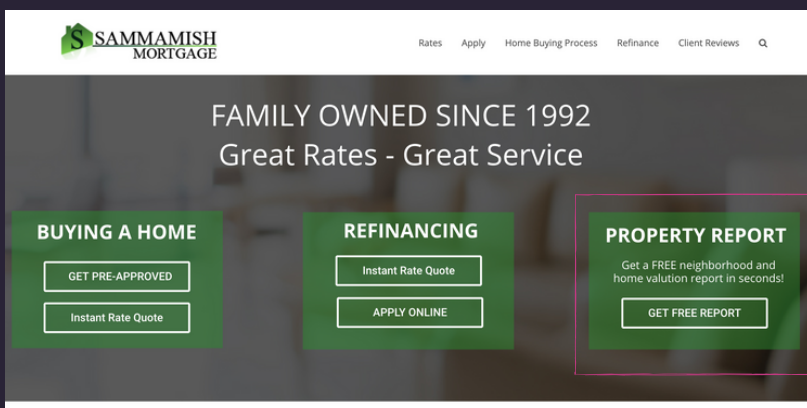 S SAMMAMISH
MORTGAGE
Rates Apply Home Buying Process Refinance Client Reviews
FAMILY OWNED SINCE 1992
Great Rates - Great Service
BUYING A HOME
GET PRE-APPROVED
Instant Rate Quote
REFINANCING
Instant Rate Quote
APPLY ONLINE
PROPERTY REPORT
Get a FREE neighborhood and
home valution report in seconds!
GET FREE REPORT